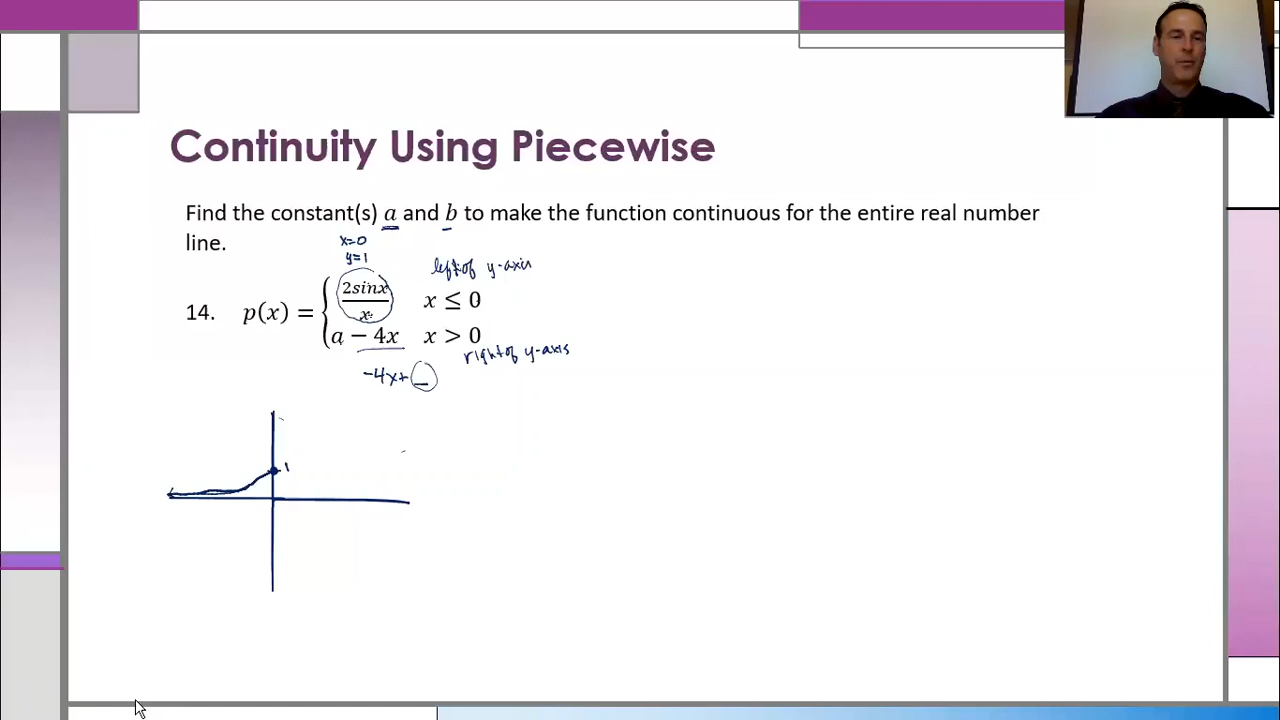 Continuity Using Piecewise
Find the constant(s) a and b to make the function continuous for the entire real number
line.
x=0
y=1
left of y-axis
14. p(x) = { 2sinx/x x ≤ 0
a − 4x x > 0
right of y-axis
-4x+_
1